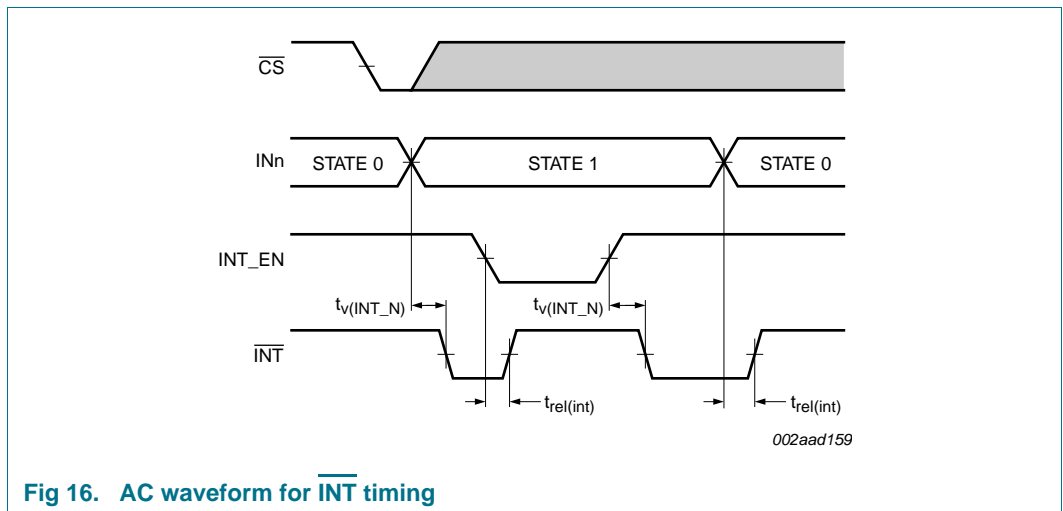 CS
INn STATE 0 STATE 1 STATE 0
INT_EN
tv(INT_N) tv(INT_N)
INT
trel(int) trel(int)
002aad159
Fig 16. AC waveform for INT timing